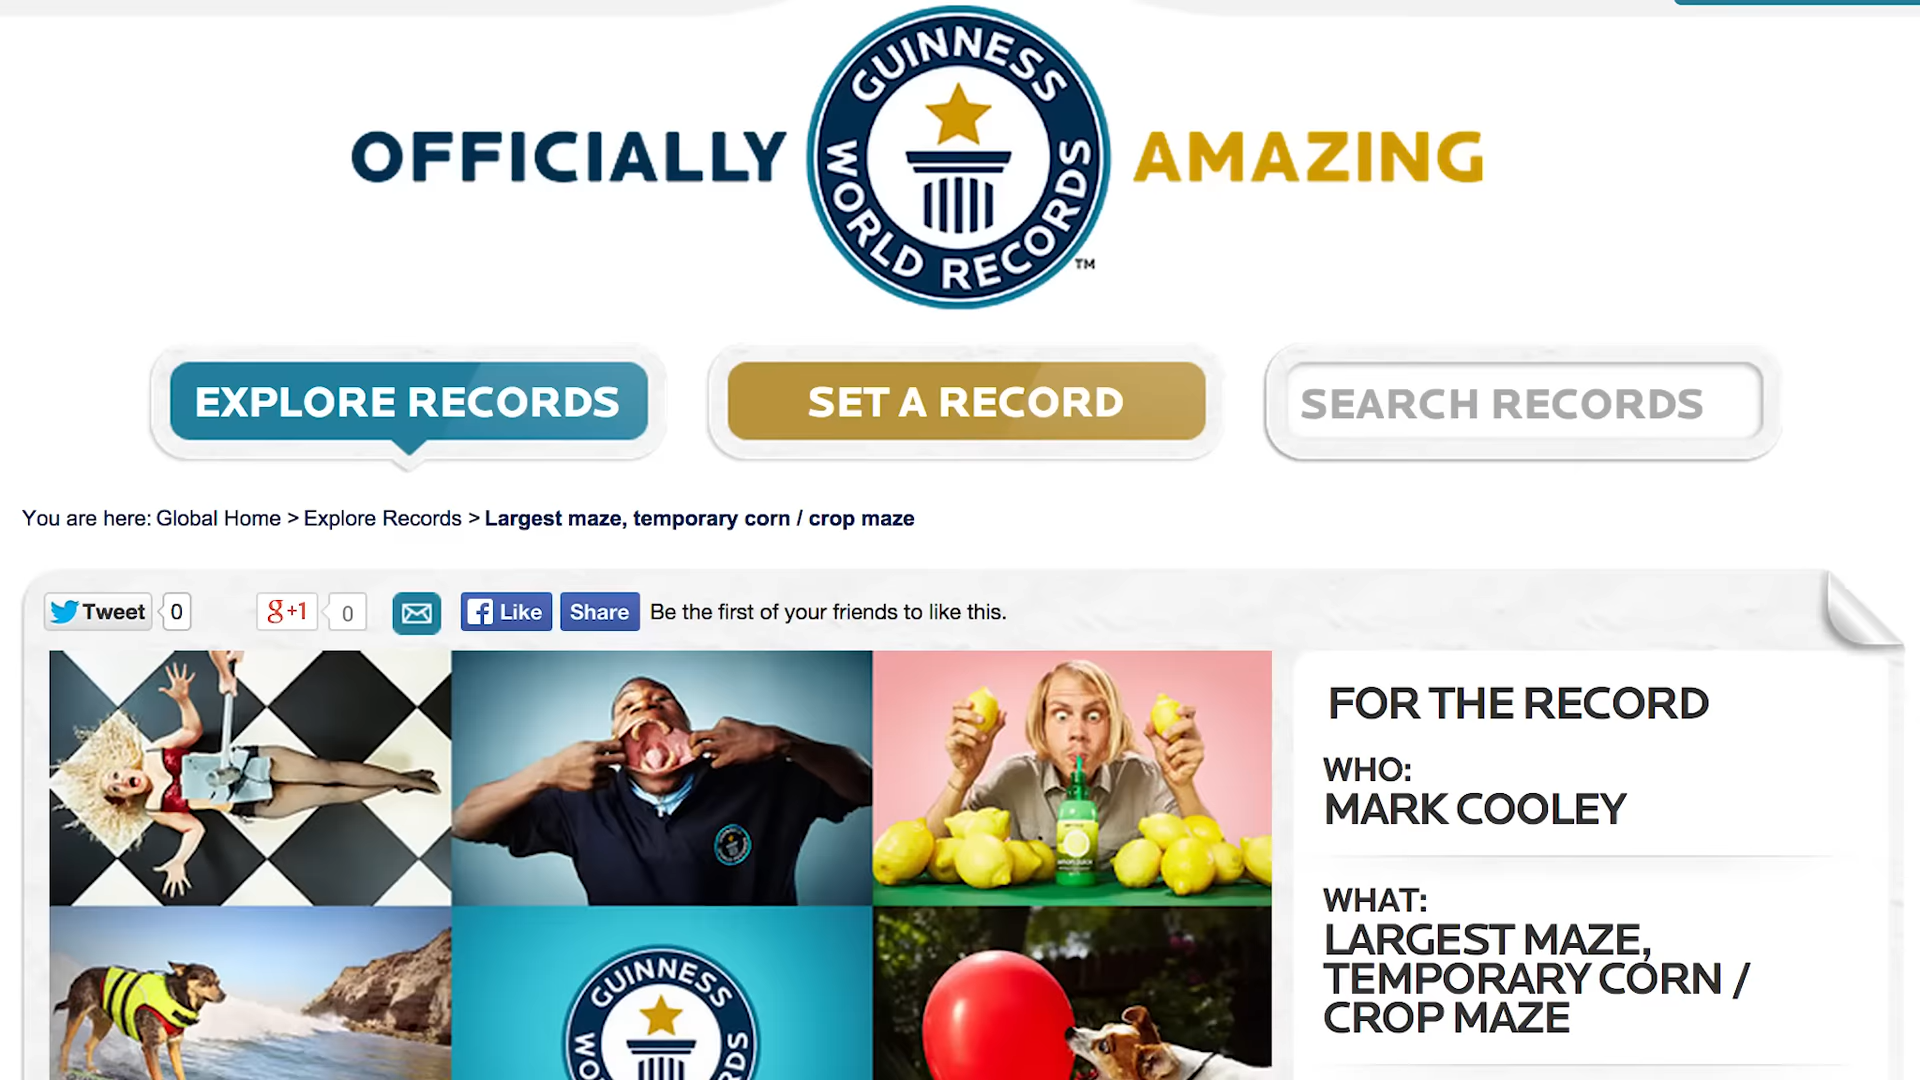 OFFICIALLY
GUINNESS
WORLD RECORDS
TM
AMAZING
EXPLORE RECORDS
SET A RECORD
SEARCH RECORDS
You are here: Global Home > Explore Records > Largest maze, temporary corn / crop maze
Tweet 0 g+1 0 Like Share Be the first of your friends to like this.
FOR THE RECORD
WHO:
MARK COOLEY
WHAT:
LARGEST MAZE,
TEMPORARY CORN /
CROP MAZE
GUINNESS